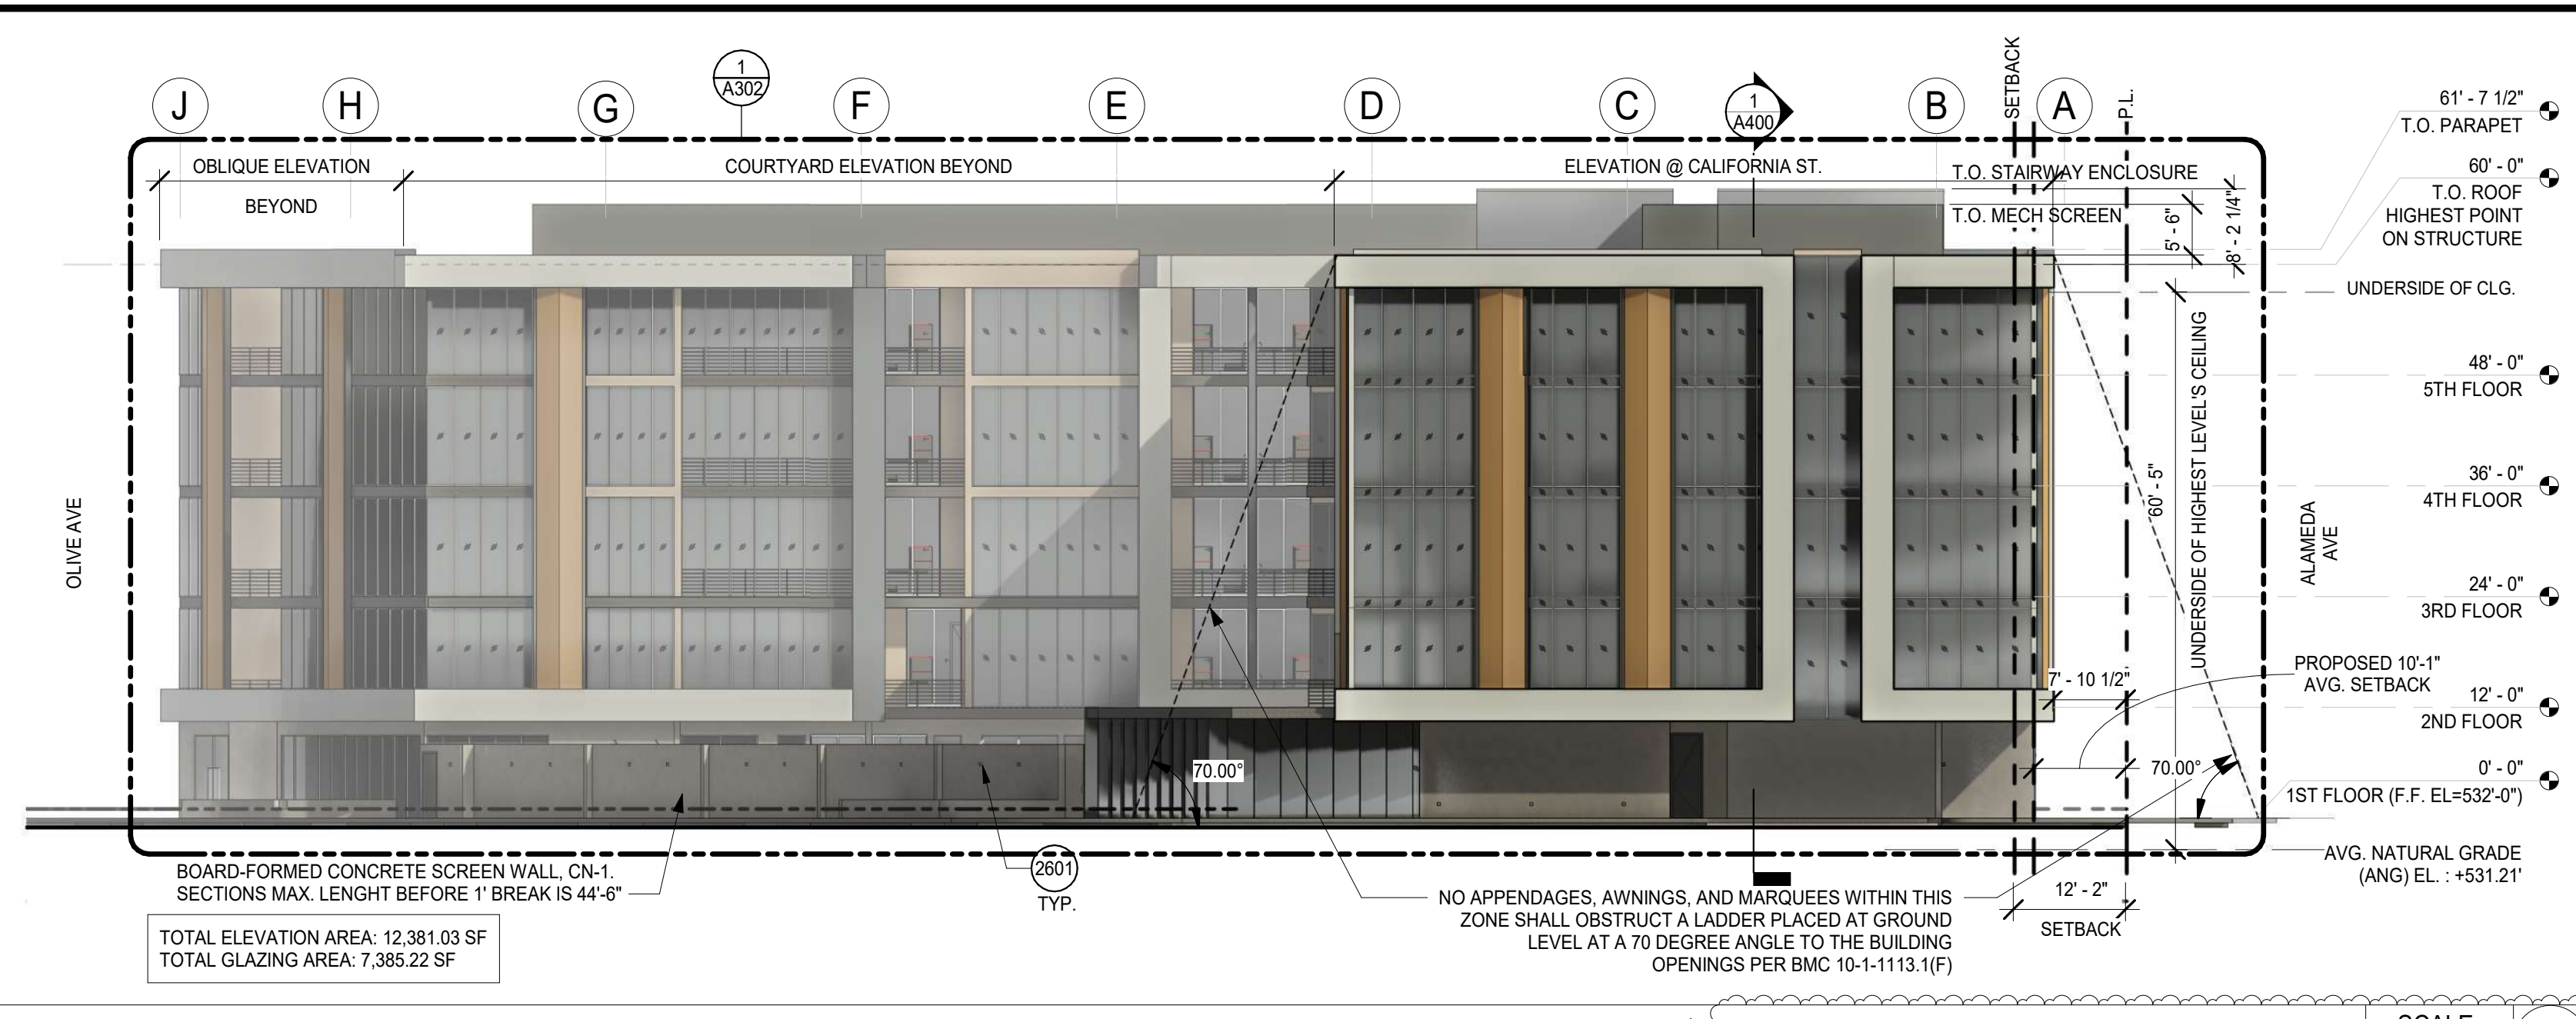 J
H
G
1
A302
F
E
D
C
1
A400
B
SETBACK
A
P.L.
61' - 7 1/2"
T.O. PARAPET
60' - 0"
T.O. ROOF
HIGHEST POINT
ON STRUCTURE
OBLIQUE ELEVATION
BEYOND
COURTYARD ELEVATION BEYOND
ELEVATION @ CALIFORNIA ST.
T.O. STAIRWAY ENCLOSURE
T.O. MECH SCREEN
5' - 6"
8' - 2 1/4"
UNDERSIDE OF CLG.
48' - 0"
5TH FLOOR
36' - 0"
4TH FLOOR
24' - 0"
3RD FLOOR
OLIVE AVE
60' - 5"
UNDERSIDE OF HIGHEST LEVEL'S CEILING
ALAMEDA
AVE
PROPOSED 10'-1"
AVG. SETBACK
7' - 10 1/2"
12' - 0"
2ND FLOOR
70.00°
70.00°
0' - 0"
1ST FLOOR (F.F. EL=532'-0")
AVG. NATURAL GRADE
(ANG) EL. : +531.21'
BOARD-FORMED CONCRETE SCREEN WALL, CN-1.
SECTIONS MAX. LENGHT BEFORE 1' BREAK IS 44'-6"
2601
TYP.
NO APPENDAGES, AWNINGS, AND MARQUEES WITHIN THIS
ZONE SHALL OBSTRUCT A LADDER PLACED AT GROUND
LEVEL AT A 70 DEGREE ANGLE TO THE BUILDING
OPENINGS PER BMC 10-1-1113.1(F)
12' - 2"
SETBACK
TOTAL ELEVATION AREA: 12,381.03 SF
TOTAL GLAZING AREA: 7,385.22 SF